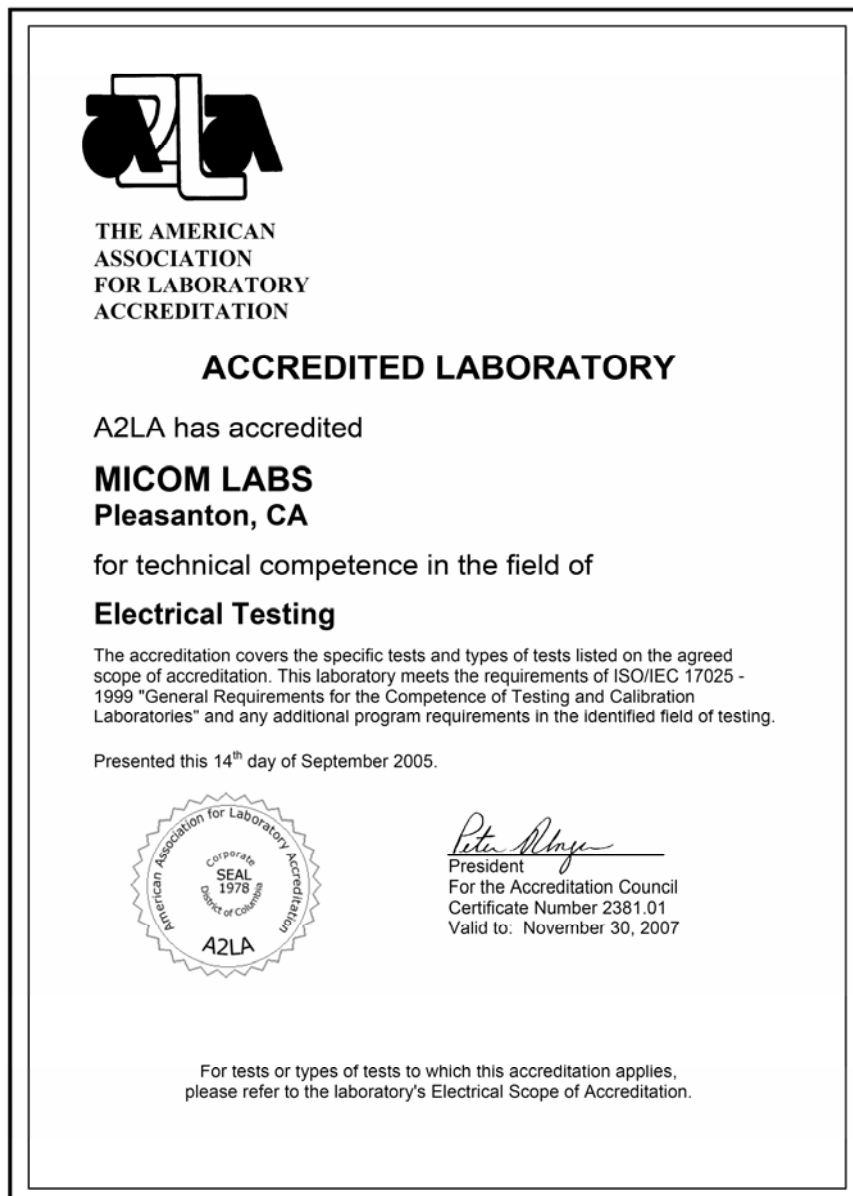 A2LA
THE AMERICAN
ASSOCIATION
FOR LABORATORY
ACCREDITATION
ACCREDITED LABORATORY
A2LA has accredited
MICOM LABS
Pleasanton, CA
for technical competence in the field of
Electrical Testing
The accreditation covers the specific tests and types of tests listed on the agreed
scope of accreditation. This laboratory meets the requirements of ISO/IEC 17025 -
1999 "General Requirements for the Competence of Testing and Calibration
Laboratories" and any additional program requirements in the identified field of testing.
Presented this 14th day of September 2005.
American Association for Laboratory Accreditation
Corporate
SEAL
1978
District of Columbia
A2LA
Peter
President
For the Accreditation Council
Certificate Number 2381.01
Valid to: November 30, 2007
For tests or types of tests to which this accreditation applies,
please refer to the laboratory's Electrical Scope of Accreditation.